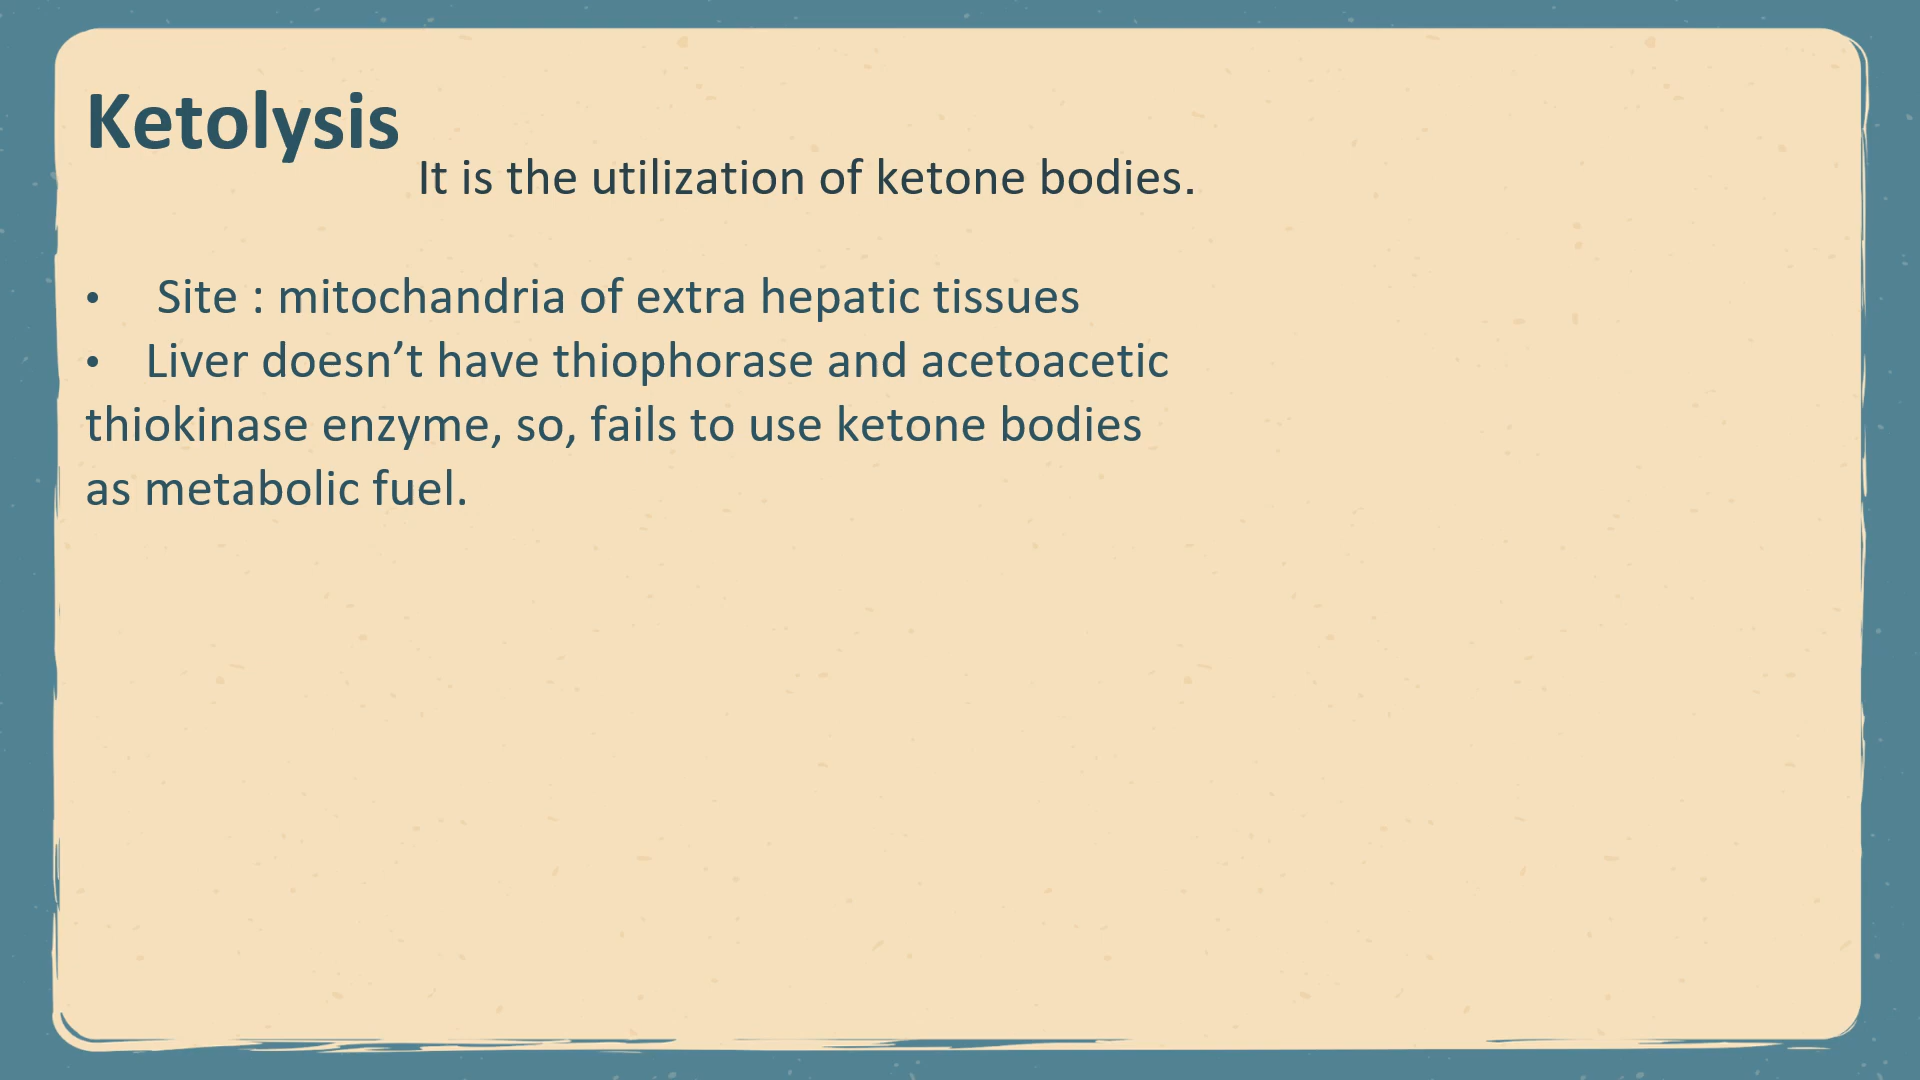 Ketolysis
It is the utilization of ketone bodies.
• Site : mitochandria of extra hepatic tissues
• Liver doesn’t have thiophorase and acetoacetic
thiokinase enzyme, so, fails to use ketone bodies
as metabolic fuel.